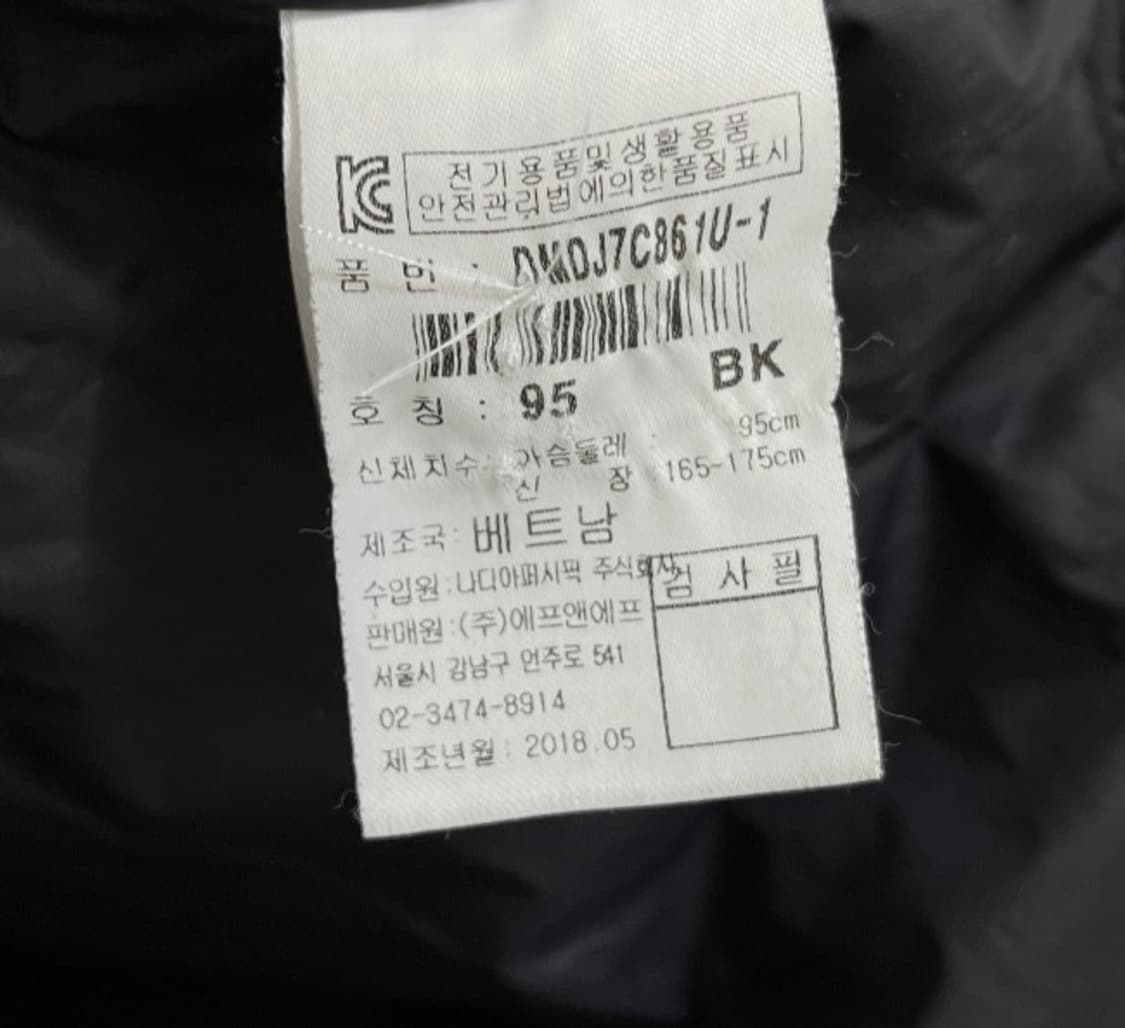 KC
전기용품및생활용품
안전관리법에의한품질표시
품 번 : DMDJ7C861U-1
BK
호 칭 : 95
신체치수: 가슴둘레 : 95cm
신 장 :165-175cm
제조국: 베트남
수입원:나디아퍼시픽 주식회사
검 사 필
판매원:(주)에프앤에프
서울시 강남구 언주로 541
02-3474-8914
제조년월: 2018.05